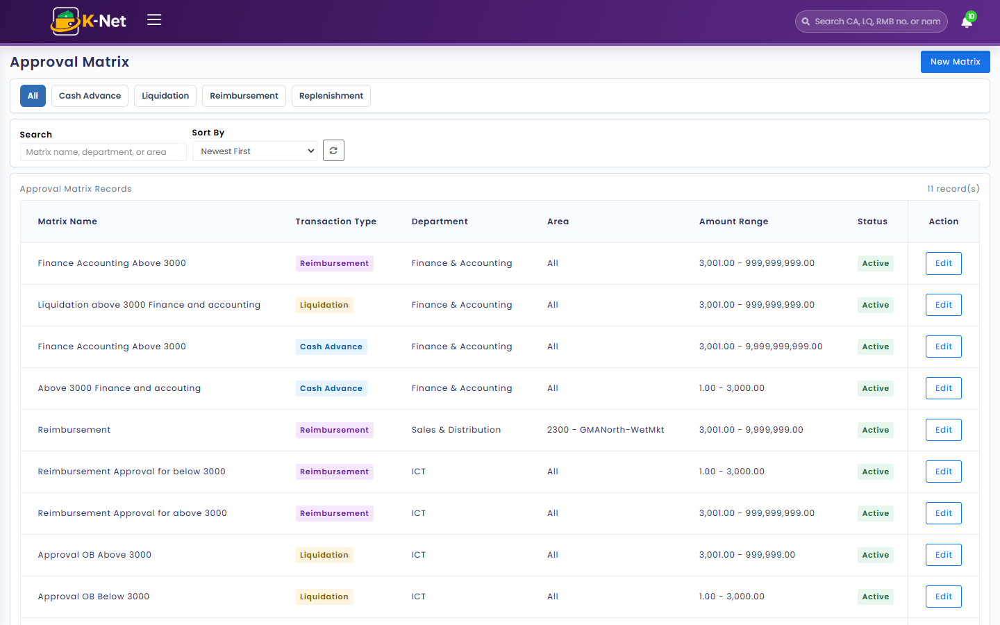 K-Net
Search CA, LQ, RMB no. or nam
10
Approval Matrix
New Matrix
All
Cash Advance
Liquidation
Reimbursement
Replenishment
Search
Sort By
Matrix name, department, or area
Newest First
Approval Matrix Records
11 record(s)
Matrix Name Transaction Type Department Area Amount Range Status Action
Finance Accounting Above 3000 Reimbursement Finance & Accounting All 3,001.00 - 999,999,999.00 Active Edit
Liquidation above 3000 Finance and accounting Liquidation Finance & Accounting All 3,001.00 - 999,999,999.00 Active Edit
Finance Accounting Above 3000 Cash Advance Finance & Accounting All 3,001.00 - 9,999,999,999.00 Active Edit
Above 3000 Finance and accouting Cash Advance Finance & Accounting All 1.00 - 3,000.00 Active Edit
Reimbursement Reimbursement Sales & Distribution 2300 - GMANorth-WetMkt 3,001.00 - 9,999,999.00 Active Edit
Reimbursement Approval for below 3000 Reimbursement ICT All 1.00 - 3,000.00 Active Edit
Reimbursement Approval for above 3000 Reimbursement ICT All 3,001.00 - 999,999,999.00 Active Edit
Approval OB Above 3000 Liquidation ICT All 3,001.00 - 999,999.00 Active Edit
Approval OB Below 3000 Liquidation ICT All 1.00 - 3,000.00 Active Edit